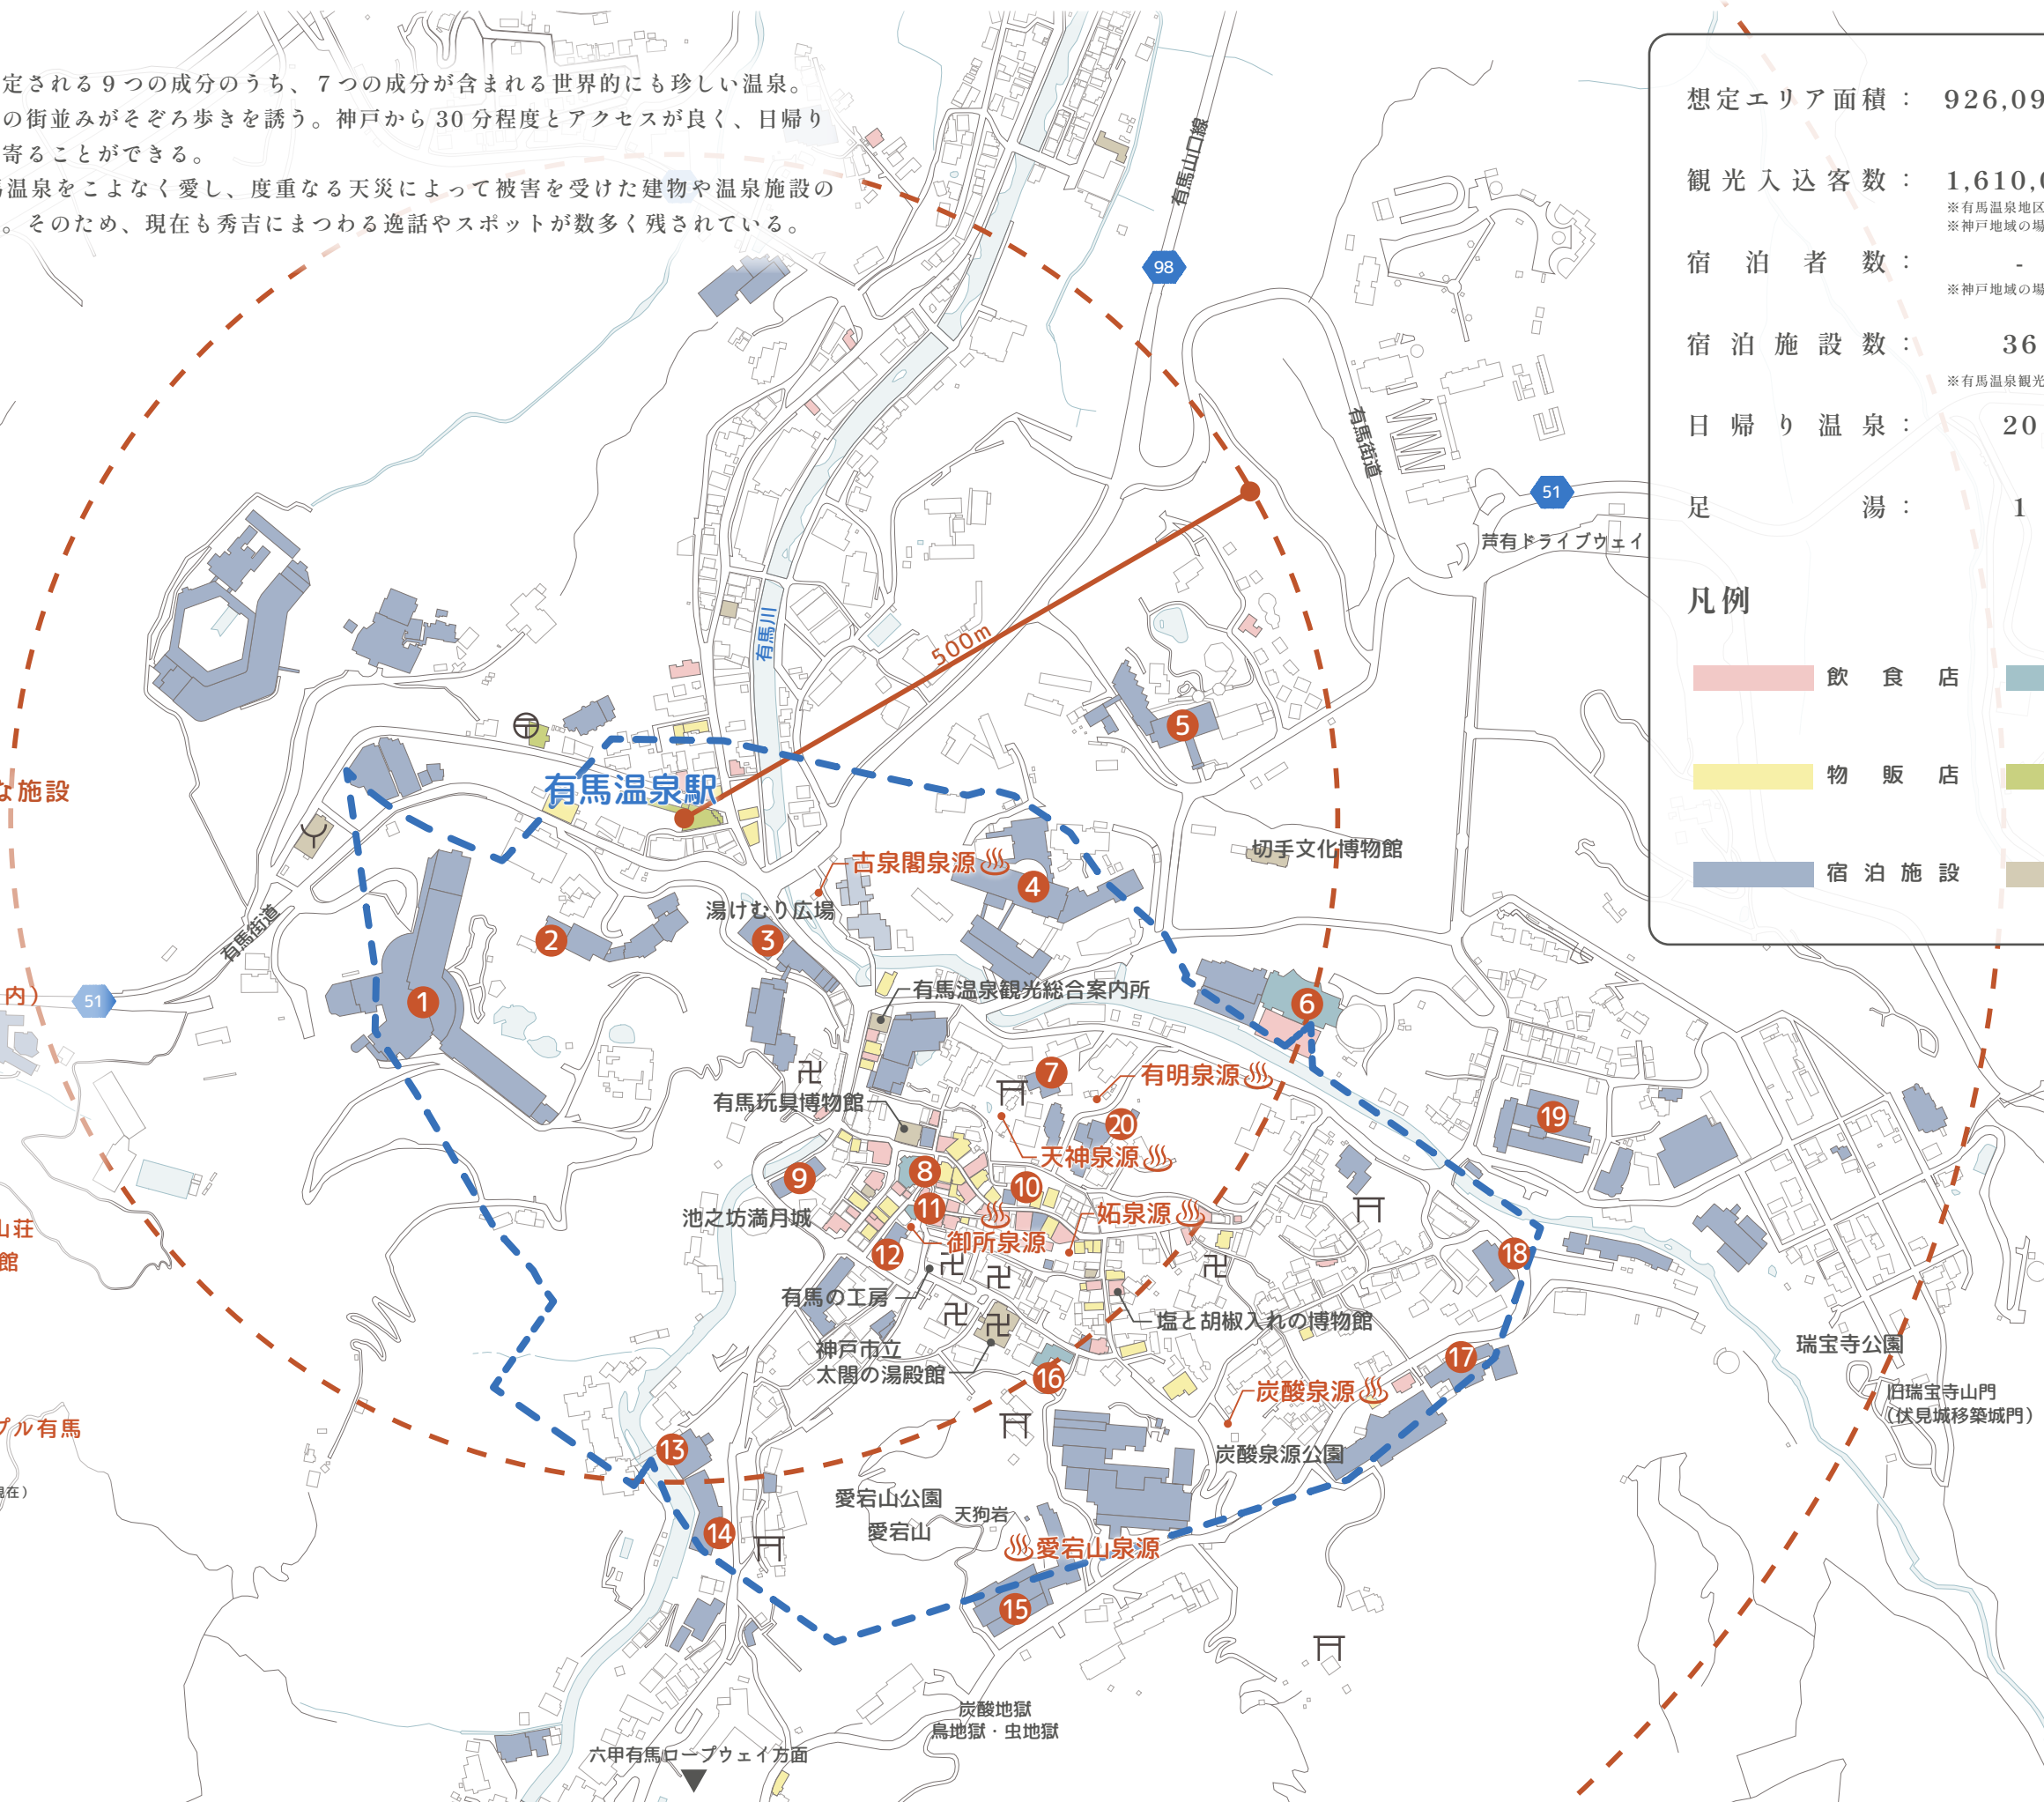 定される9つの成分のうち、7つの成分が含まれる世界的にも珍しい温泉。
の街並みがそぞろ歩きを誘う。神戸から30分程度とアクセスが良く、日帰り
寄ることができる。
温泉をこよなく愛し、度重なる天災によって被害を受けた建物や温泉施設の
。そのため、現在も秀吉にまつわる逸話やスポットが数多く残されている。
想定エリア面積： 926,09
観光入込客数： 1,610,0
※有馬温泉地区
※神戸地域の場
宿泊者数： -
※神戸地域の場
宿泊施設数： 36
※有馬温泉観光
日帰り温泉： 20
足湯： 1
凡例
飲食店
物販店
宿泊施設
有馬山口線
98
有馬街道
51
芦有ドライブウェイ
有馬川
500m
5
な施設
有馬温泉駅
切手文化博物館
古泉閣泉源
4
湯けむり広場
有馬街道
2
3
内）
51
1
有馬温泉観光総合案内所
6
7
有明泉源
有馬玩具博物館
20
19
天神泉源
8
9
10
池之坊満月城
11
妬泉源
山荘
館
御所泉源
12
18
有馬の工房
塩と胡椒入れの博物館
神戸市立
太閤の湯殿館
瑞宝寺公園
17
16
炭酸泉源
旧瑞宝寺山門
（伏見城移築城門）
プル有馬
13
炭酸泉源公園
現在）
愛宕山公園
天狗岩
愛宕山
14
愛宕山泉源
15
炭酸地獄
鳥地獄・虫地獄
六甲有馬ロープウェイ方面